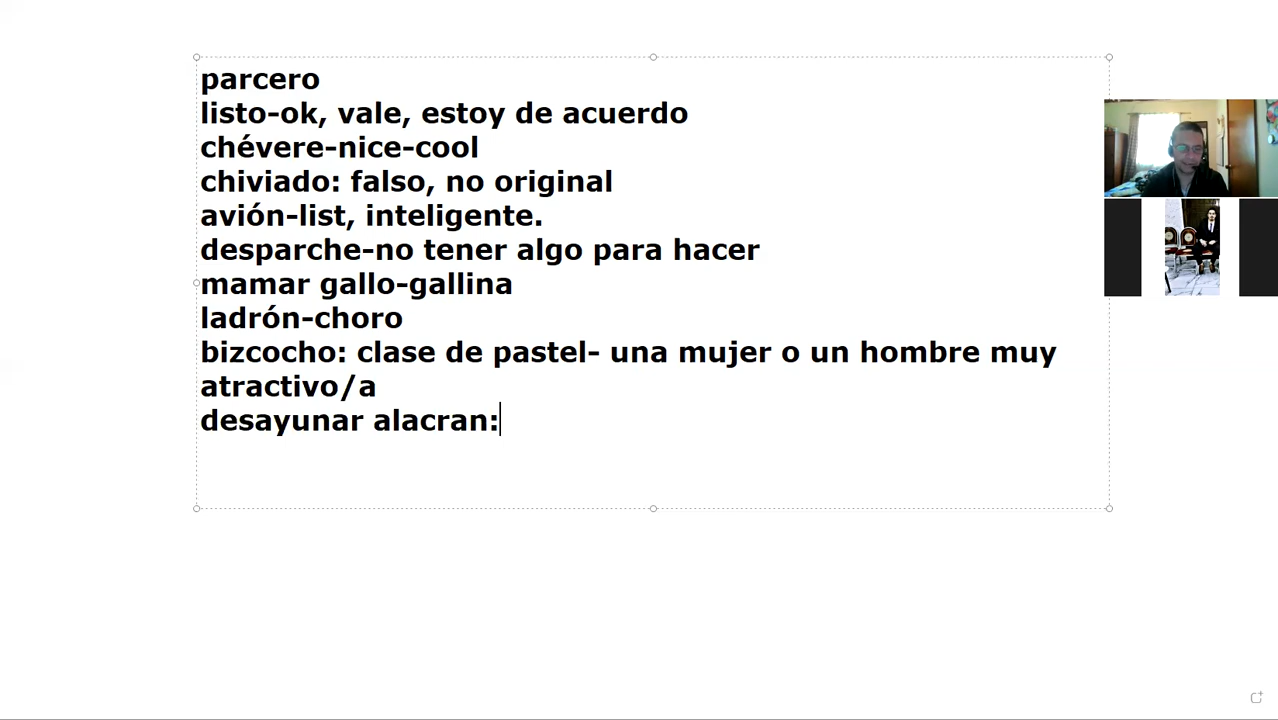 parcero
listo-ok, vale, estoy de acuerdo
chévere-nice-cool
chiviado: falso, no original
avión-list, inteligente.
desparche-no tener algo para hacer
mamar gallo-gallina
ladrón-choro
bizcocho: clase de pastel- una mujer o un hombre muy
atractivo/a
desayunar alacran: